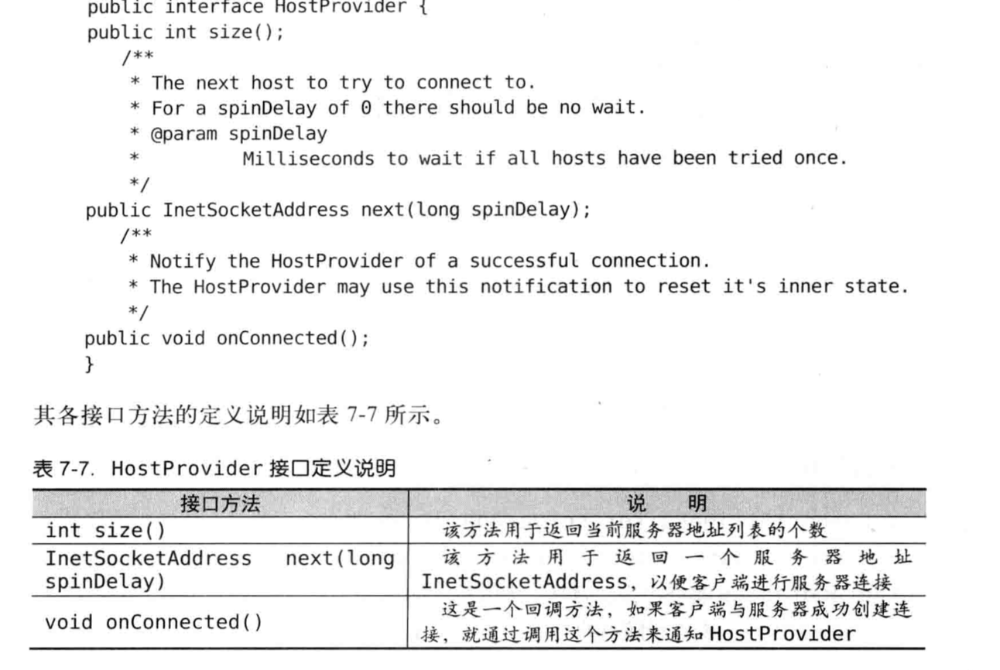 public interface HostProvider {
public int size();
/**
* The next host to try to connect to.
* For a spinDelay of 0 there should be no wait.
* @param spinDelay
* Milliseconds to wait if all hosts have been tried once.
*/
public InetSocketAddress next(long spinDelay);
/**
* Notify the HostProvider of a successful connection.
* The HostProvider may use this notification to reset it's inner state.
*/
public void onConnected();
}
其各接口方法的定义说明如表 7-7 所示。
表 7-7. HostProvider 接口定义说明
接口方法 说 明
int size() 该方法用于返回当前服务器地址列表的个数
InetSocketAddress next(long 该方法用于返回一个服务器地址
spinDelay) InetSocketAddress，以便客户端进行服务器连接
void onConnected() 这是一个回调方法，如果客户端与服务器成功创建连
接，就通过调用这个方法来通知 HostProvider